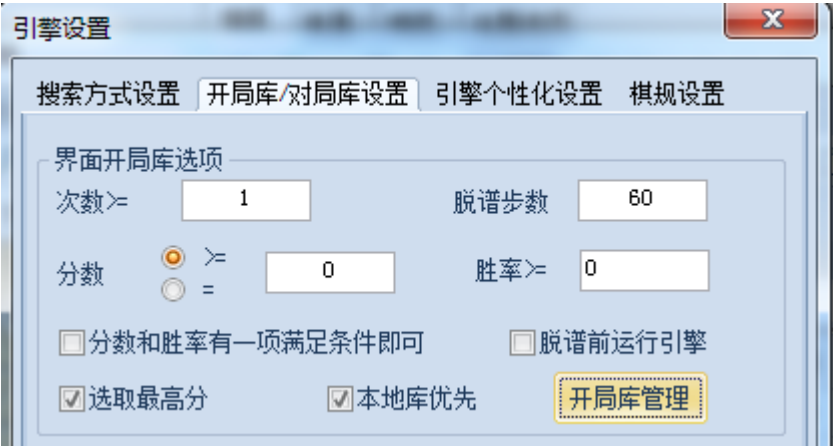 引擎设置
搜索方式设置 开局库/对局库设置 引擎个性化设置 棋规设置
界面开局库选项
次数>= 1 脱谱步数 60
分数 >= 0 胜率>= 0
=
分数和胜率有一项满足条件即可 脱谱前运行引擎
选取最高分 本地库优先 开局库管理